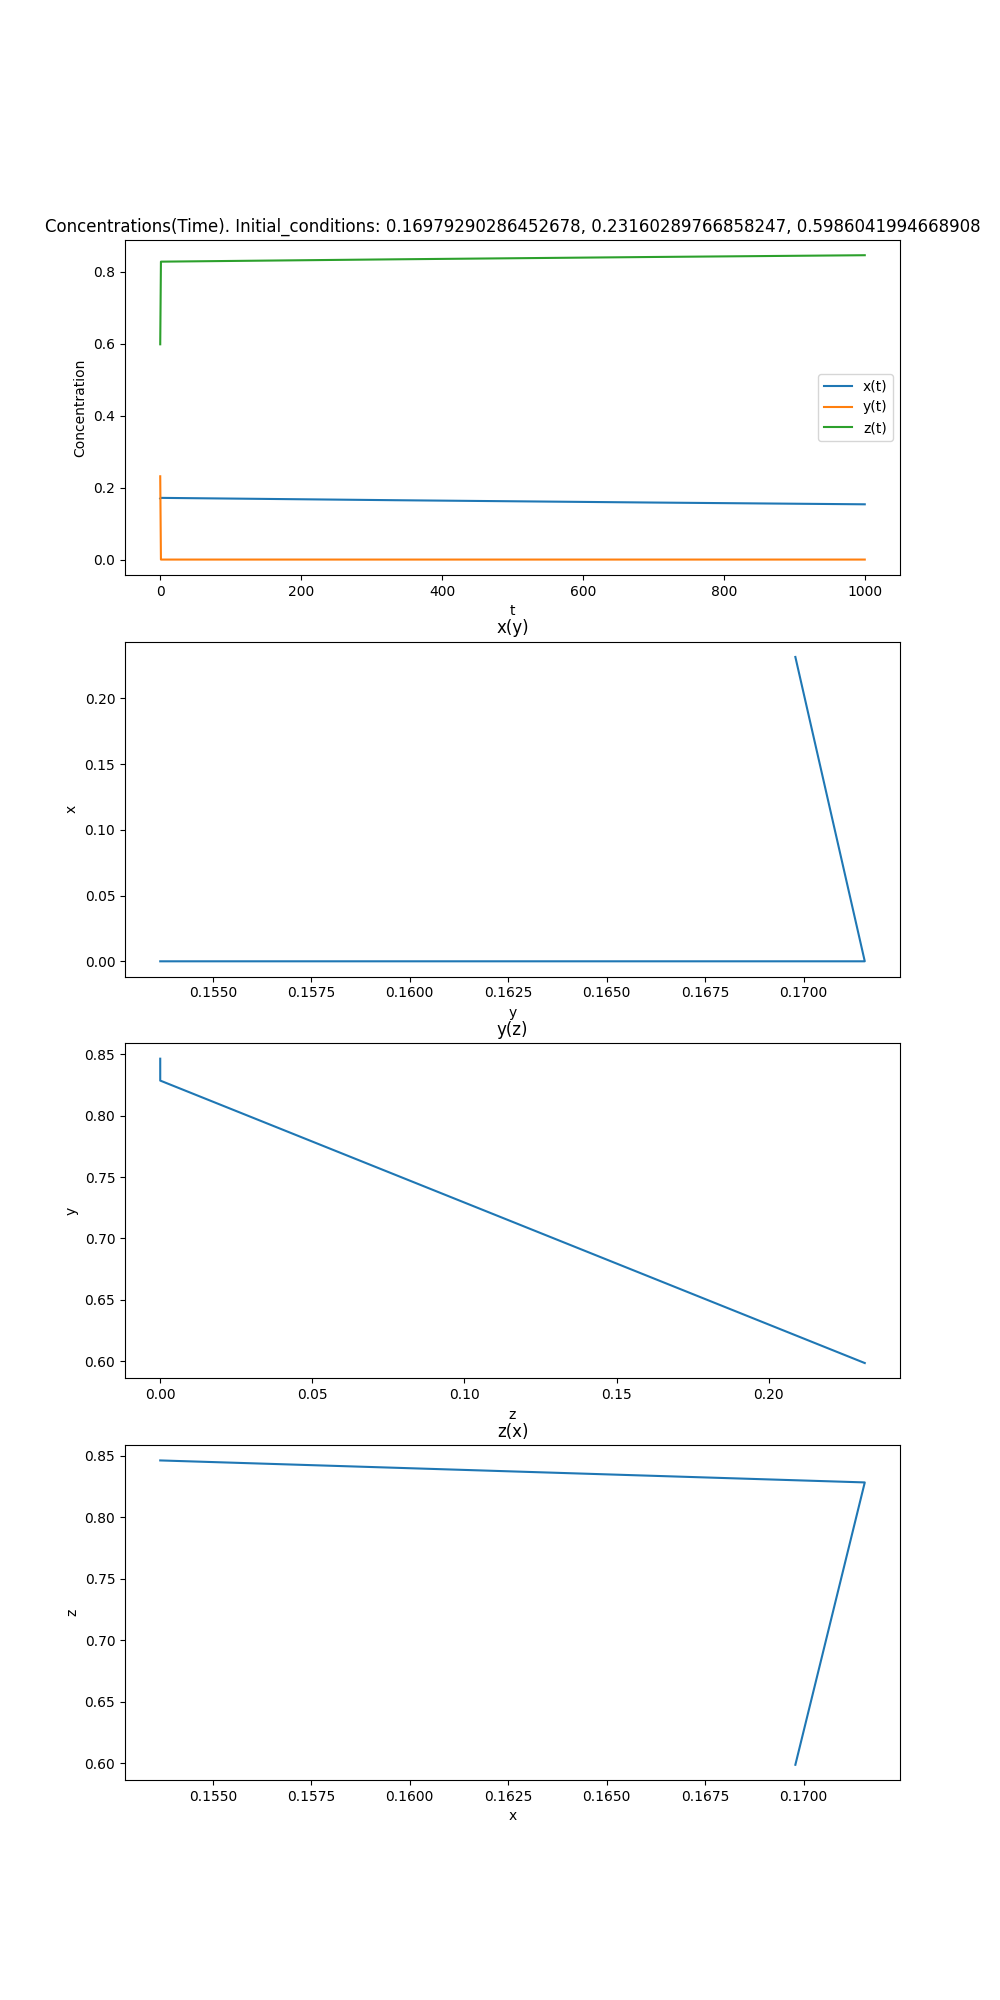 Concentrations(Time). Initial_conditions: 0.16979290286452678, 0.23160289766858247, 0.5986041994668908
0.8
0.6
0.4
0.2
0.0
Concentration
x(t)
y(t)
z(t)
0 200 400 600 800 1000
t
x(y)
0.20
0.15
0.10
0.05
0.00
x
0.1550 0.1575 0.1600 0.1625 0.1650 0.1675 0.1700
y
y(z)
0.85
0.80
0.75
0.70
0.65
0.60
y
0.00 0.05 0.10 0.15 0.20
z
z(x)
0.85
0.80
0.75
0.70
0.65
0.60
z
0.1550 0.1575 0.1600 0.1625 0.1650 0.1675 0.1700
x